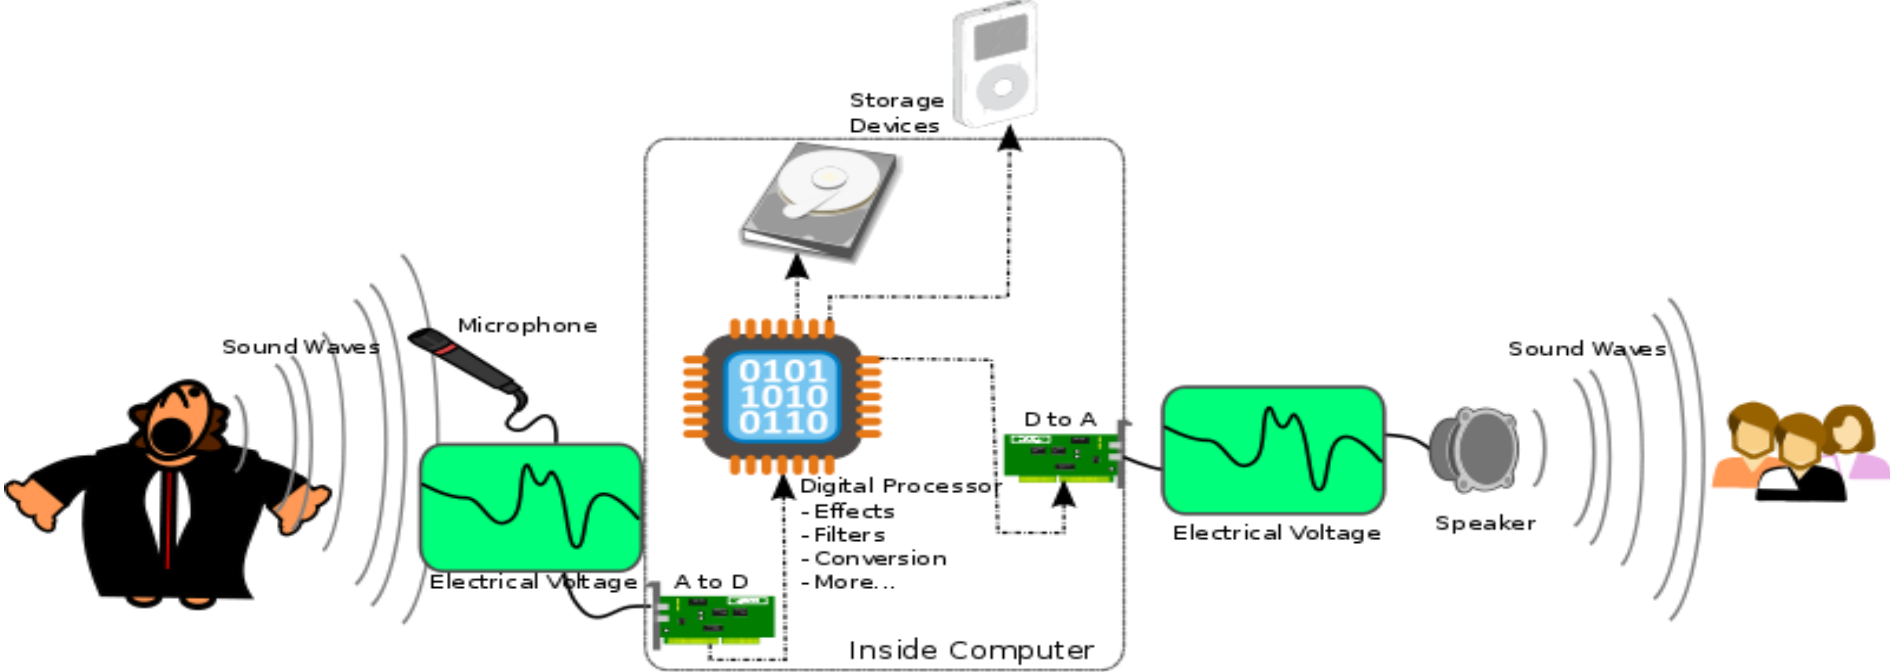 Storage
Devices
Microphone
Sound Waves
Sound Waves
0101
1010
0110
D to A
Digital Processor
- Effects
- Filters
- Conversion
- More...
Electrical Voltage
Speaker
Electrical Voltage
A to D
Inside Computer